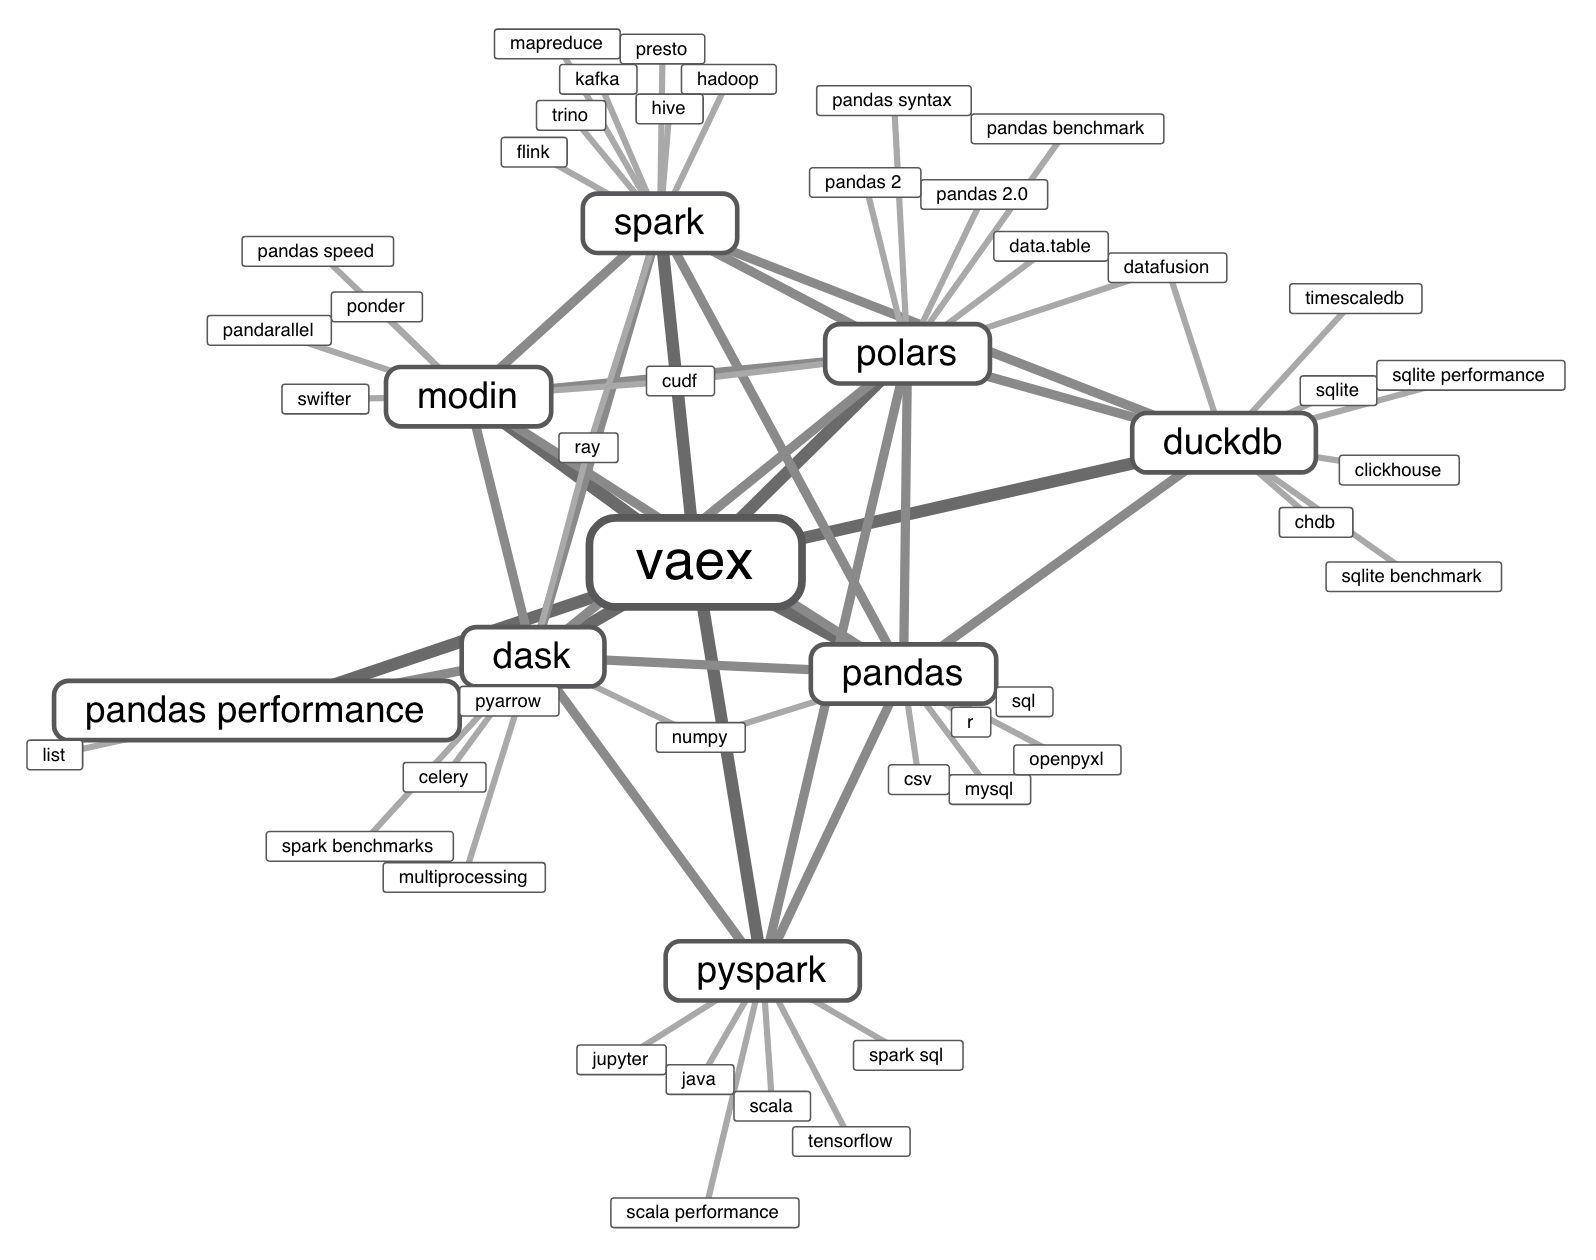 mapreduce
presto
kafka
hadoop
trino
hive
flink
pandas syntax
pandas benchmark
pandas 2
pandas 2.0
spark
pandas speed
data.table
datafusion
timescaledb
ponder
pandarallel
polars
cudf
sqlite performance
sqlite
swifter
modin
duckdb
ray
clickhouse
chdb
vaex
sqlite benchmark
dask
pandas
pyarrow
sql
pandas performance
r
numpy
list
openpyxl
celery
csv
mysql
spark benchmarks
multiprocessing
pyspark
jupyter
spark sql
java
scala
tensorflow
scala performance